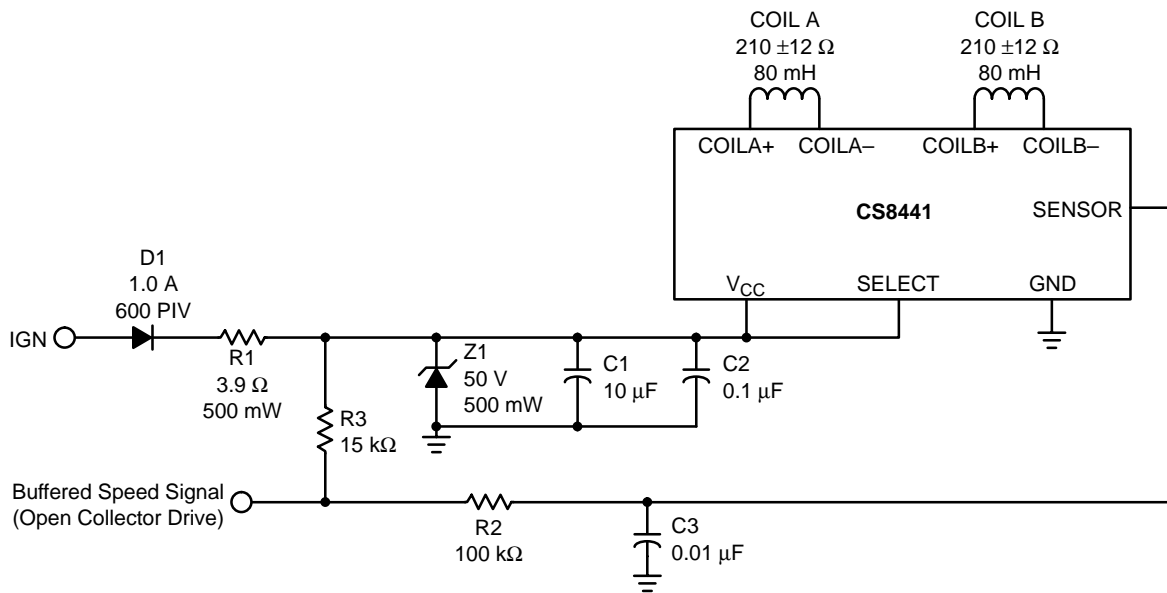 COIL A
210 ±12 Ω
80 mH
COIL B
210 ±12 Ω
80 mH
COILA+
COILA–
COILB+
COILB–
CS8441
SENSOR
VCC
SELECT
GND
D1
1.0 A
600 PIV
IGN
R1
3.9 Ω
500 mW
Z1
50 V
500 mW
C1
10 µF
C2
0.1 µF
R3
15 kΩ
Buffered Speed Signal
(Open Collector Drive)
R2
100 kΩ
C3
0.01 µF